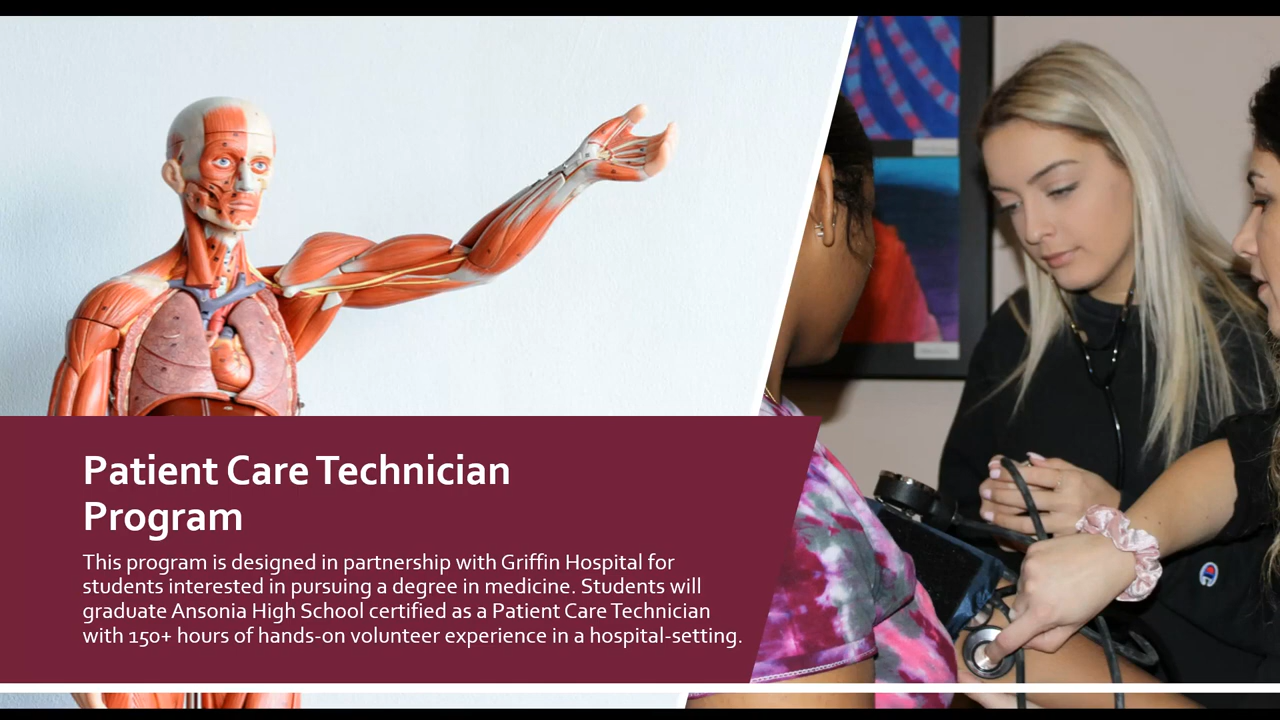 Patient Care Technician
Program
This program is designed in partnership with Griffin Hospital for
students interested in pursuing a degree in medicine. Students will
graduate Ansonia High School certified as a Patient Care Technician
with 150+ hours of hands-on volunteer experience in a hospital-setting.